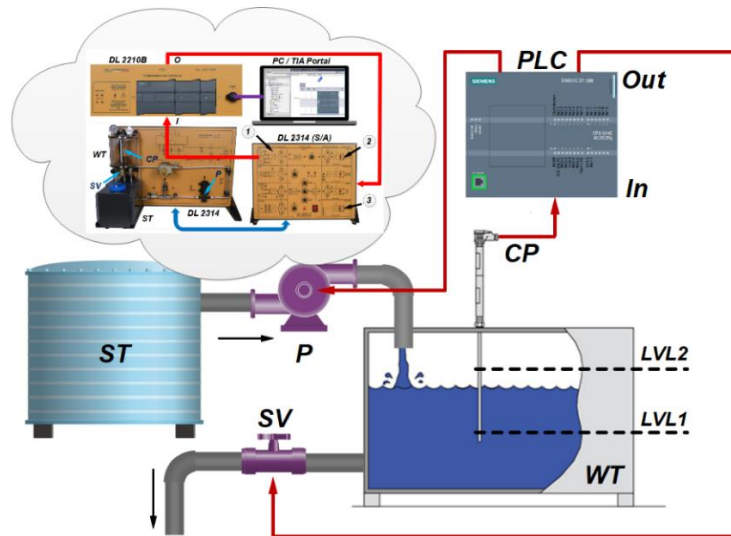 DL 2210B
O
PC / TIA Portal
I
WT
CP
SV
P
ST
DL 2314
DL 2314 (S/A)
1
2
3
PLC
SIEMENS
Out
In
CP
ST
P
SV
LVL2
LVL1
WT